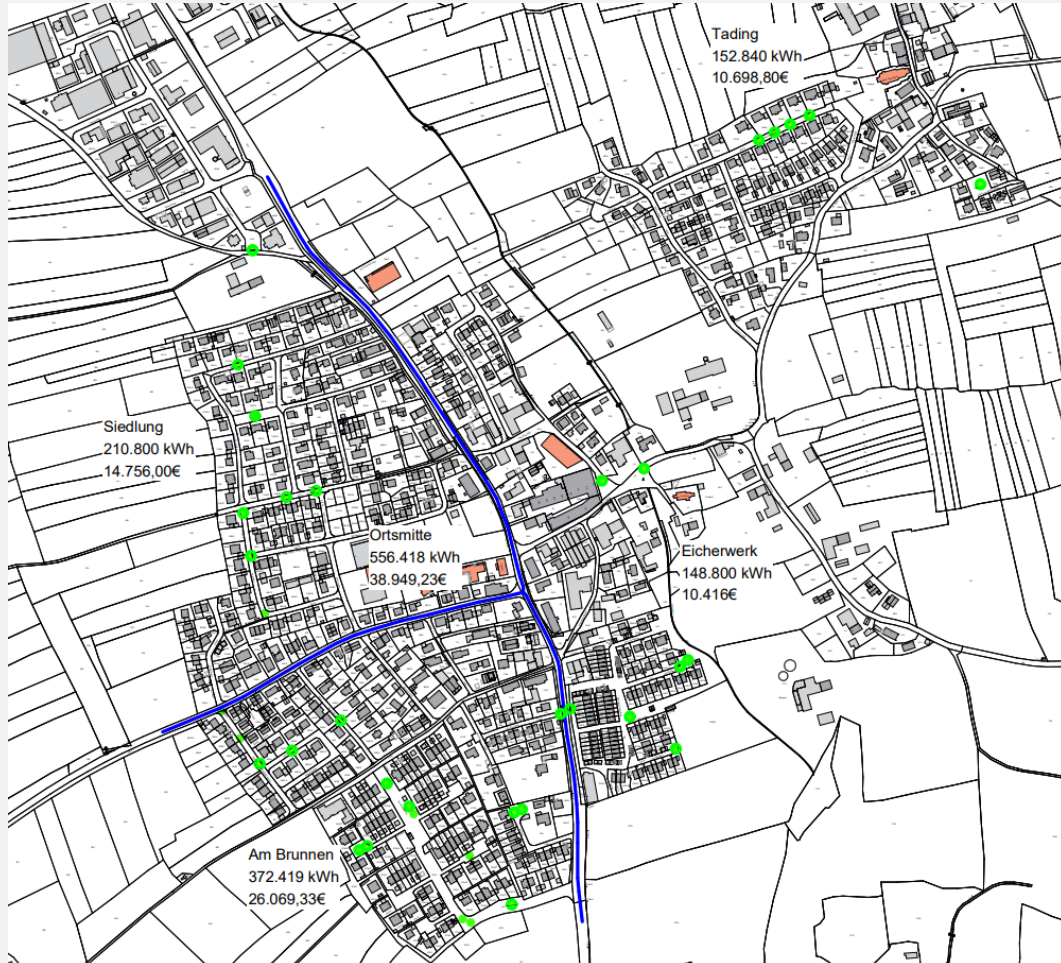 Tading
152.840 kWh
10.698,80€
Siedlung
210.800 kWh
14.756,00€
Ortsmitte
556.418 kWh
38.949,23€
Eicherwerk
148.800 kWh
10.416€
Am Brunnen
372.419 kWh
26.069,33€